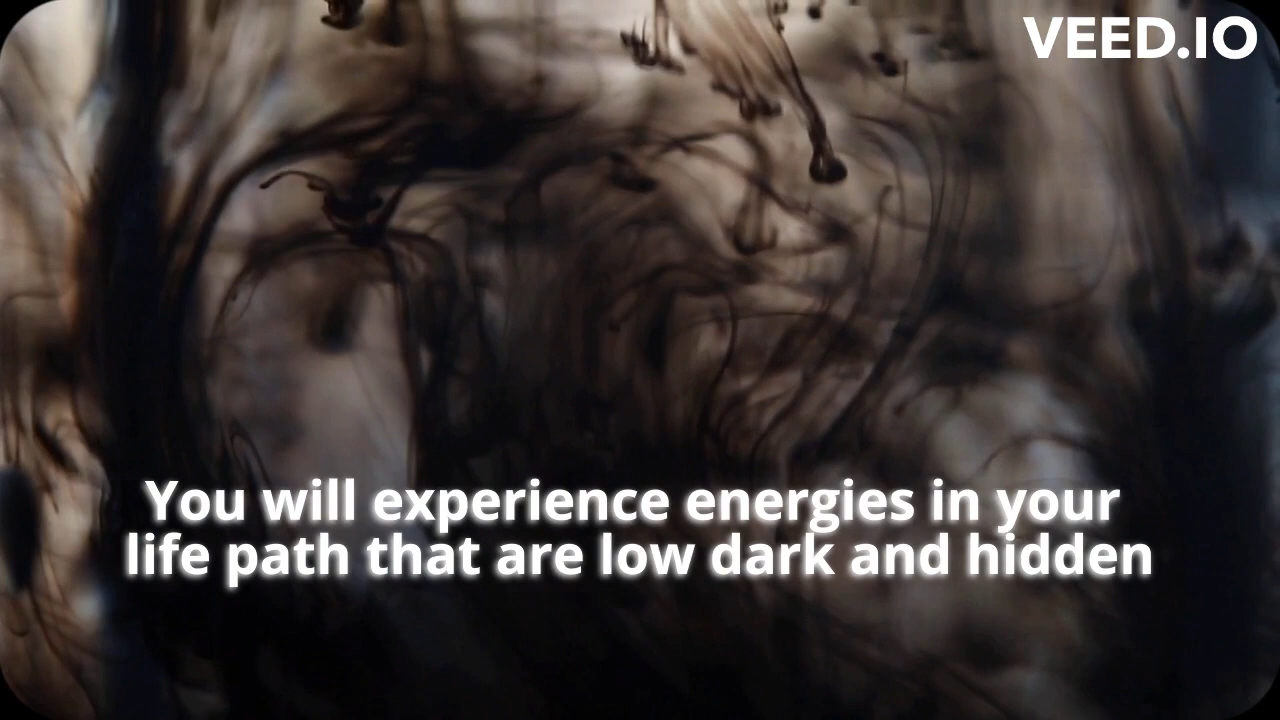 VEED.IO
You will experience energies in your
life path that are low dark and hidden